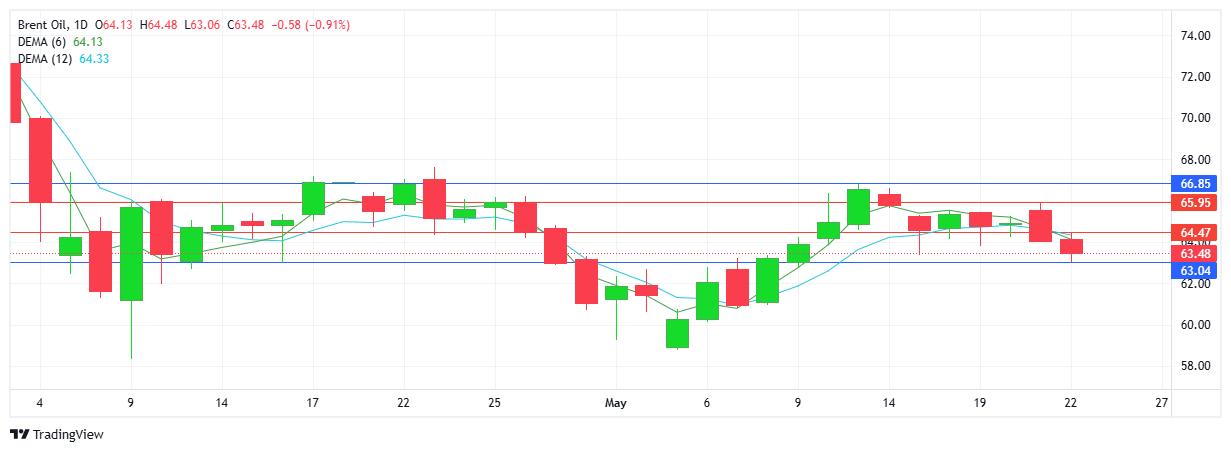 Brent Oil, 1D O64.13 H64.48 L63.06 C63.48 −0.58 (−0.91%)
DEMA (6) 64.13
DEMA (12) 64.33
74.00
72.00
70.00
68.00
66.85
65.95
64.47
64.00
63.48
63.04
62.00
60.00
58.00
4 9 14 17 22 25 May 6 9 14 19 22 27
TradingView